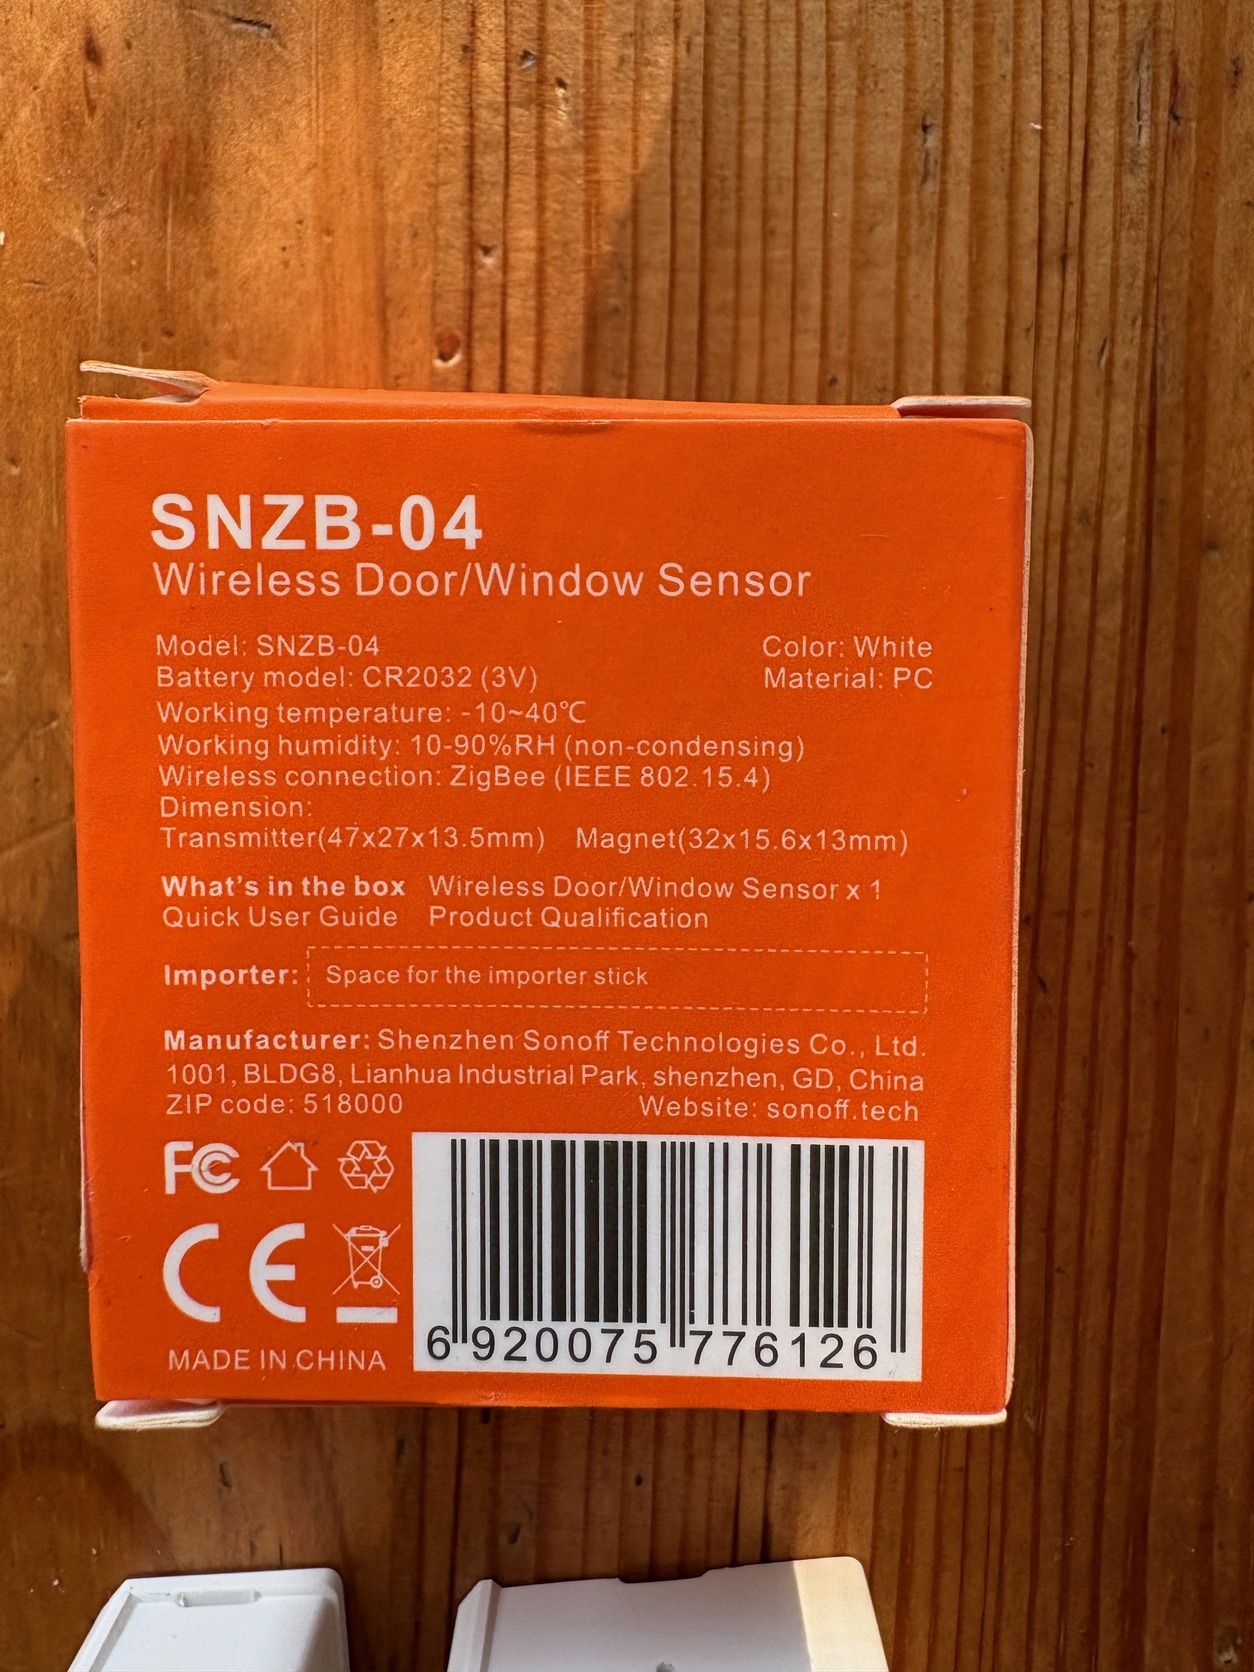 SNZB-04
Wireless Door/Window Sensor
Model: SNZB-04 Color: White
Battery model: CR2032 (3V) Material: PC
Working temperature: -10~40℃
Working humidity: 10-90%RH (non-condensing)
Wireless connection: ZigBee (IEEE 802.15.4)
Dimension:
Transmitter(47x27x13.5mm) Magnet(32x15.6x13mm)
What's in the box Wireless Door/Window Sensor x 1
Quick User Guide Product Qualification
Importer: Space for the importer stick
Manufacturer: Shenzhen Sonoff Technologies Co., Ltd.
1001, BLDG8, Lianhua Industrial Park, shenzhen, GD, China
ZIP code: 518000 Website: sonoff.tech
FC
CE
MADE IN CHINA
6 920075 776126